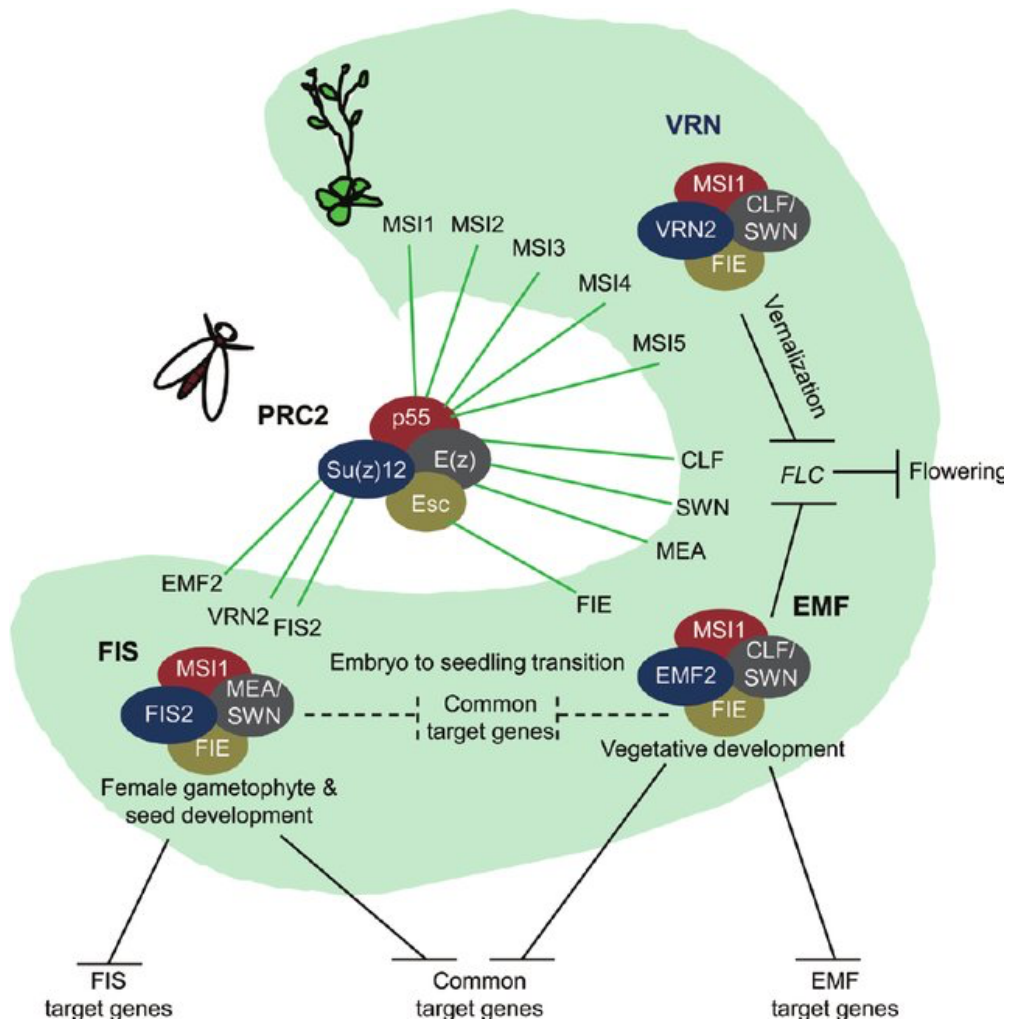 VRN
MSI1
CLF/
SWN
VRN2
FIE
MSI1
MSI2
MSI3
MSI4
MSI5
Vernalization
PRC2
p55
E(z)
Su(z)12
Esc
CLF
SWN
MEA
FIE
EMF2
VRN2
FIS2
FLC
Flowering
FIS
MSI1
MEA/
SWN
FIS2
FIE
Female gametophyte &
seed development
Embryo to seedling transition
Common
target genes
EMF
MSI1
CLF/
SWN
EMF2
FIE
Vegetative development
FIS
target genes
Common
target genes
EMF
target genes